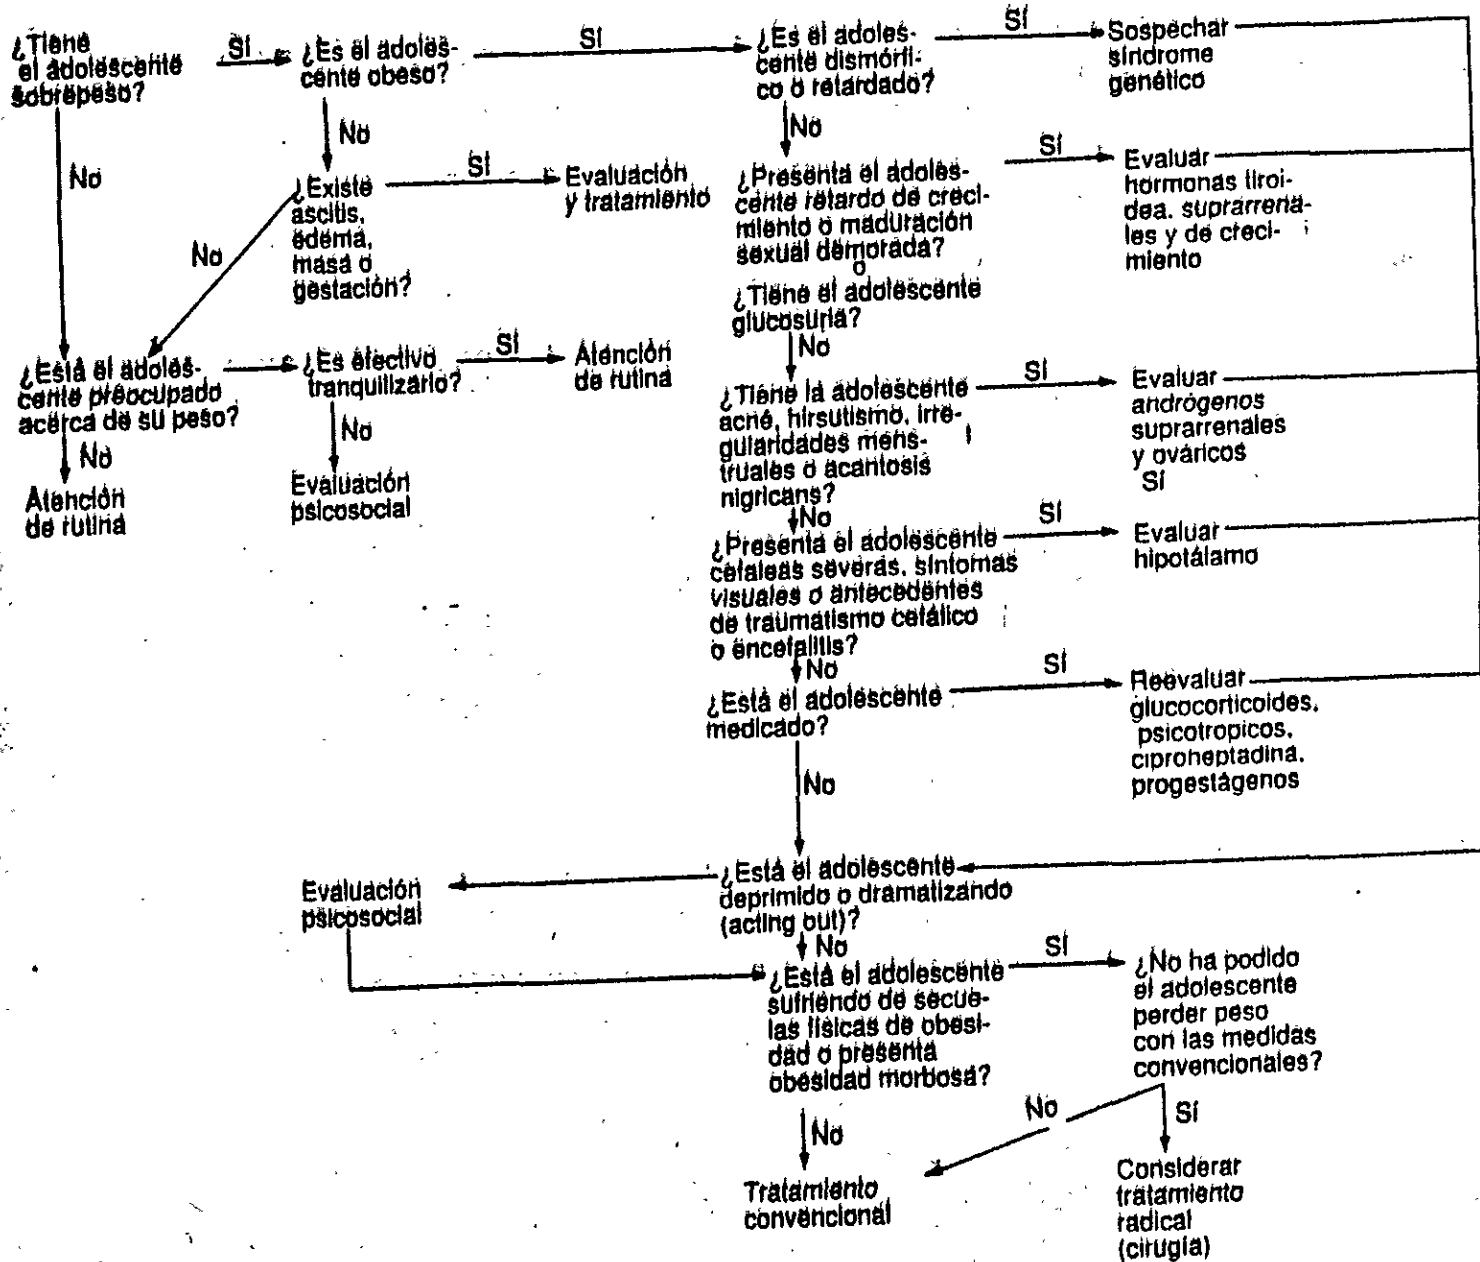 ¿Tiene
el adolescente
sobrepeso?
Sí
¿Es el adoles-
cente obeso?
Sí
¿Es el adoles-
cente dismórfi-
co o retardado?
Sí
Sospechar
síndrome
genético
No
No
No
¿Existe
ascitis,
edema,
masa o
gestación?
Sí
Evaluación
y tratamiento
No
¿Presenta el adoles-
cente retardo de creci-
miento o maduración
sexual demorada?
o
¿Tiene el adolescente
glucosuria?
Sí
Evaluar
hormonas tiroi-
dea, suprarrena-
les y de creci-
miento
No
¿Está el adoles-
cente preocupado
acerca de su peso?
¿Es efectivo
tranquilizarlo?
Sí
Atención
de rutina
No
Atención
de rutina
No
Evaluación
psicosocial
¿Tiene la adolescente
acné, hirsutismo, irre-
gularidades mens-
truales o acantosis
nigricans?
Sí
Evaluar
andrógenos
suprarrenales
y ováricos
Sí
No
¿Presenta el adolescente
cefaleas severas, síntomas
visuales o antecedentes
de traumatismo cefálico
o encefalitis?
Sí
Evaluar
hipotálamo
No
¿Está el adolescente
medicado?
Sí
Reevaluar
glucocorticoides,
psicotropicos,
ciproheptadina,
progestágenos
No
¿Está el adolescente
deprimido o dramatizando
(acting out)?
Evaluación
psicosocial
No
¿Está el adolescente
sufriendo de secue-
las físicas de obesi-
dad o presenta
obesidad morbosa?
Sí
¿No ha podido
el adolescente
perder peso
con las medidas
convencionales?
No
No
Sí
Tratamiento
convencional
Considerar
tratamiento
radical
(cirugía)